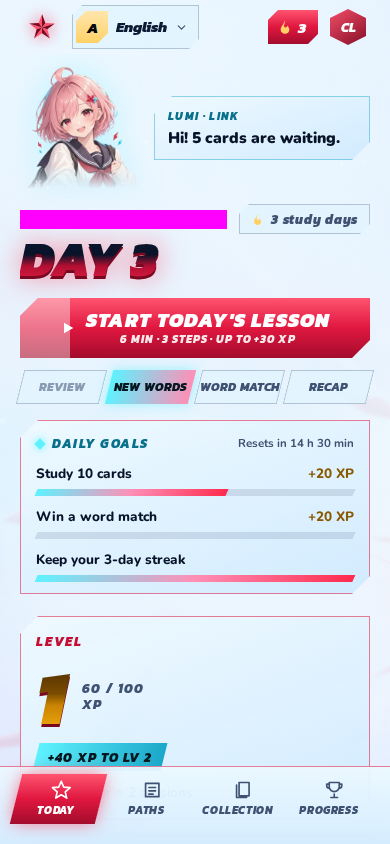 A English
3
CL
LUMI · LINK
Hi! 5 cards are waiting.
3 study days
DAY 3
START TODAY'S LESSON
6 MIN · 3 STEPS · UP TO +30 XP
REVIEW
NEW WORDS
WORD MATCH
RECAP
DAILY GOALS
Resets in 14 h 30 min
Study 10 cards
+20 XP
Win a word match
+20 XP
Keep your 3-day streak
LEVEL
1
60 / 100
XP
+40 XP TO LV 2
TODAY
PATHS
COLLECTION
PROGRESS